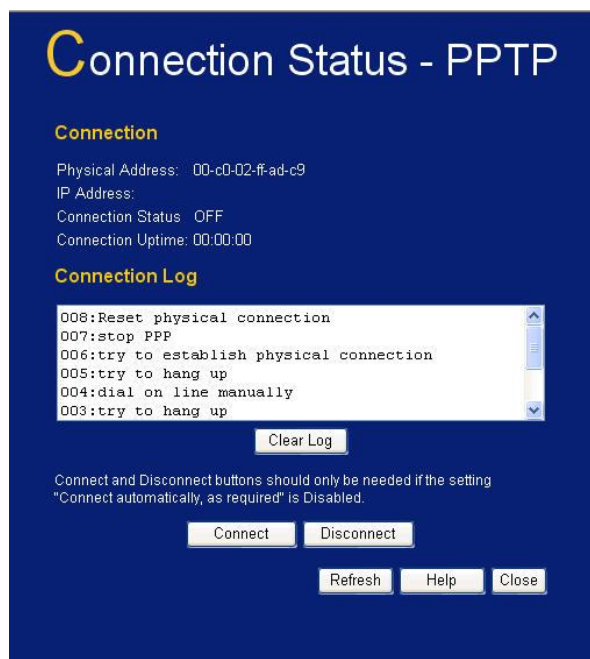 Connection Status - PPTP
Connection
Physical Address: 00-c0-02-ff-ad-c9
IP Address:
Connection Status OFF
Connection Uptime: 00:00:00
Connection Log
008:Reset physical connection
007:stop PPP
006:try to establish physical connection
005:try to hang up
004:dial on line manually
003:try to hang up
Clear Log
Connect and Disconnect buttons should only be needed if the setting
"Connect automatically, as required" is Disabled.
Connect Disconnect
Refresh Help Close